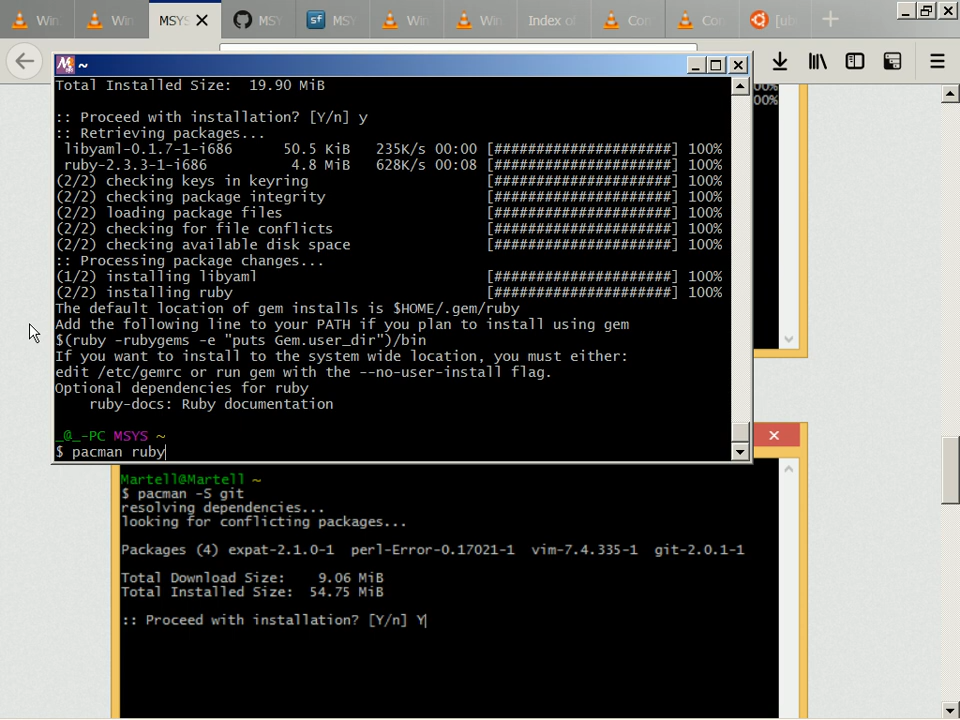 Win
Win
MSYS
MSY
sf
MSY
Win
Win
Index o
Con
Con
[ub
~
Total Installed Size:  19.90 MiB
:: Proceed with installation? [Y/n] y
:: Retrieving packages...
libyaml-0.1.7-1-i686 50.5 KiB 235K/s 00:00 [#####################] 100%
ruby-2.3.3-1-i686 4.8 MiB 628K/s 00:08 [#####################] 100%
(2/2) checking keys in keyring [#####################] 100%
(2/2) checking package integrity [#####################] 100%
(2/2) loading package files [#####################] 100%
(2/2) checking for file conflicts [#####################] 100%
(2/2) checking available disk space [#####################] 100%
:: Processing package changes...
(1/2) installing libyaml [#####################] 100%
(2/2) installing ruby [#####################] 100%
The default location of gem installs is $HOME/.gem/ruby
Add the following line to your PATH if you plan to install using gem
$(ruby -rubygems -e "puts Gem.user_dir")/bin
If you want to install to the system wide location, you must either:
edit /etc/gemrc or run gem with the --no-user-install flag.
Optional dependencies for ruby
ruby-docs: Ruby documentation
_@_-PC MSYS ~
$ pacman ruby
00%
00%
Martell@Martell ~
$ pacman -S git
resolving dependencies...
looking for conflicting packages...
Packages (4) expat-2.1.0-1  perl-Error-0.17021-1  vim-7.4.335-1  git-2.0.1-1
Total Download Size:    9.06 MiB
Total Installed Size:  54.75 MiB
:: Proceed with installation? [Y/n] Y